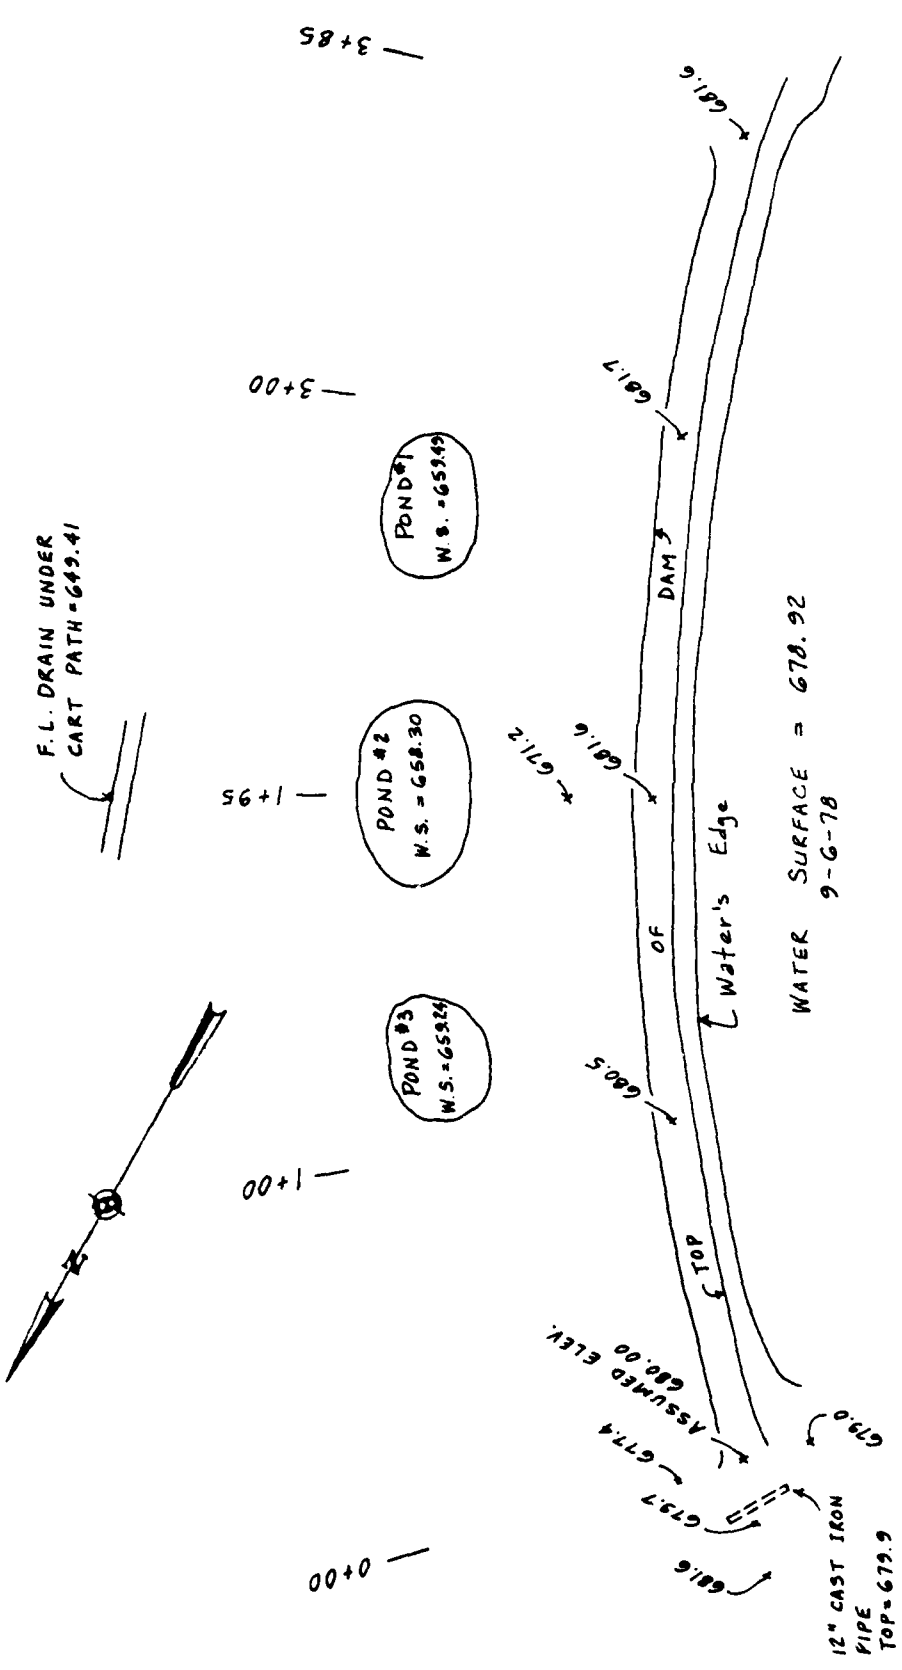 3+85
681.6
3+00
681.7
POND #1
W.S. = 659.49
F.L. DRAIN UNDER
CART PATH = 649.41
DAM
1+95
POND #2
W.S. = 658.30
671.2
681.6
Water's Edge
WATER SURFACE = 678.92
9-6-78
OF
POND #3
W.S. = 659.24
680.5
1+00
N
TOP
ASSUMED ELEV.
680.00
677.4
679.7
679.0
681.6
0+00
12" CAST IRON
PIPE
TOP = 679.9